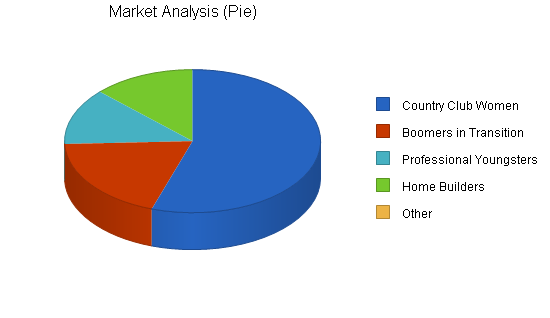 Market Analysis (Pie)
Country Club Women
Boomers in Transition
Professional Youngsters
Home Builders
Other